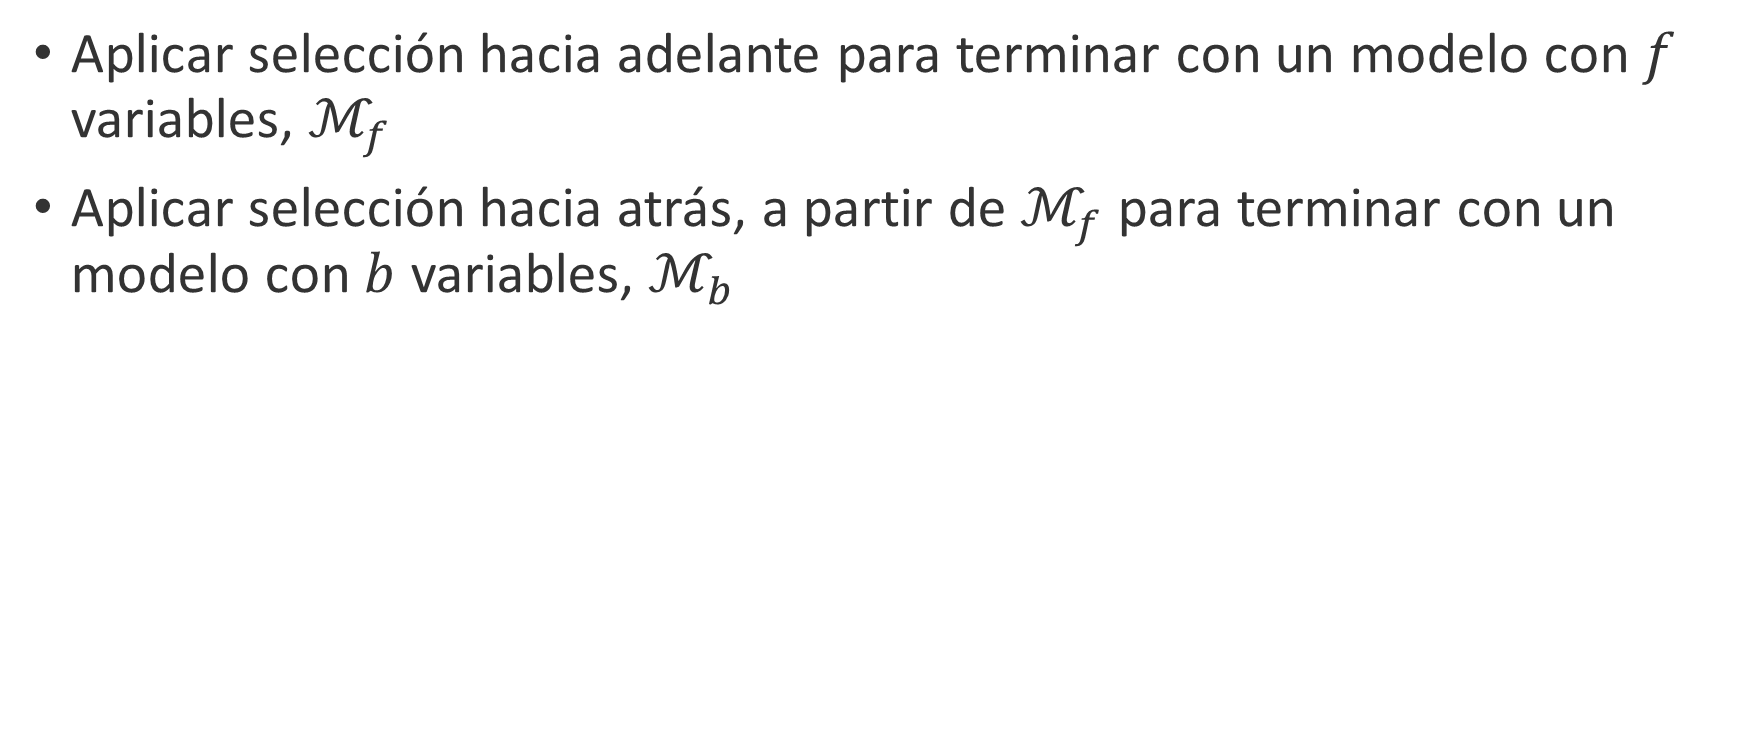 • Aplicar selección hacia adelante para terminar con un modelo con 𝑓
variables, ℳ𝑓
• Aplicar selección hacia atrás, a partir de ℳ𝑓 para terminar con un
modelo con 𝑏 variables, ℳ𝑏